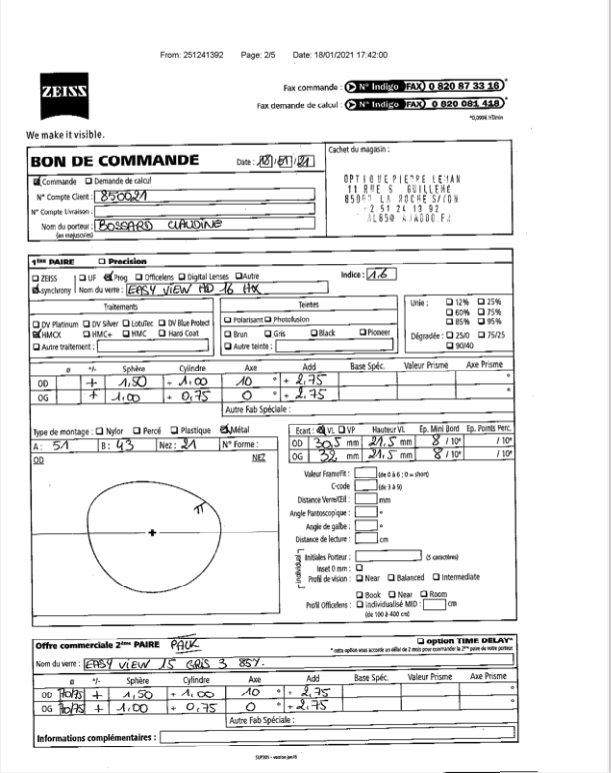 From: 251241392 Page: 2/5 Date: 18/01/2021 17:42:00
ZEISS
Fax commande : N° Indigo FAX 0 820 87 33 16
Fax demande de calcul : N° Indigo FAX 0 820 081 418
*0,090€ H/min
We make it visible.
BON DE COMMANDE Date : 18/01/21
Cachet du magasin :
Commande Demande de calcul
OPTIQUE PIERRE LEMAN
11 RUE S GUILLEME
LA ROCHE S/YON
2 51 24 13 92
N° Compte Client : 850021
N° Compte Livraison :
Nom du porteur : BOSSARD CLAUDINE
(en majuscules)
1ère PAIRE Precision
ZEISS UF Prog Officelens Digital Lenses Autre Indice : 1.6
synchrony Nom du verre : EASY VIEW HD 16 HX
Traitements Teintes Unie : 12% 25%
60% 75%
85% 95%
DV Platinum DV Silver LotuTec DV Blue Protect Polarisant Photofusion
HMCX HMC+ HMC Hard Coat Brun Gris Black Pioneer Dégradée : 25/0 75/25
Autre traitement : Autre teinte : 90/40
ø +/- Sphère Cylindre Axe Add Base Spéc. Valeur Prisme Axe Prisme
OD + 1,50 + 1.00 10 ° + 2.75 °
OG + 1,00 + 0,75 0 ° + 2.75 °
Autre Fab Spéciale :
Type de montage : Nylor Percé Plastique Métal
A : 51 B : 43 Nez : 21 N° Forme :
OD NEZ
Ecart : VL VP Hauteur VL Ep. Mini Bord Ep. Points Perc.
OD 30,5 mm 21,5 mm 8 / 10e / 10e
OG 32 mm 21,5 mm 8 / 10e / 10e
Valeur Framefit : (de 0 à 6 ; 0 = short)
C-code (de 3 à 9)
Distance Verre/Œil : mm
Angle Pantoscopique : °
Angle de galbe : °
Distance de lecture : cm
individual
Initiales Porteur : (5 caractères)
Inset 0 mm :
Profil de vision : Near Balanced Intermediate
Book Near Room
Profil Officelens : individualisé MID : cm
(de 100 à 400 cm)
Offre commerciale 2ème PAIRE PACK option TIME DELAY*
* cette option vous accorde un délai de 2 mois pour commander la 2ème paire de votre porteur.
Nom du verre : EASY VIEW 15 GRIS 3 85%.
ø +/- Sphère Cylindre Axe Add Base Spéc. Valeur Prisme Axe Prisme
OD 70/75 + 1,50 + 1.00 10 ° + 2.75 °
OG 70/75 + 1.00 + 0,75 0 ° + 2.75 °
Autre Fab Spéciale :
Informations complémentaires :